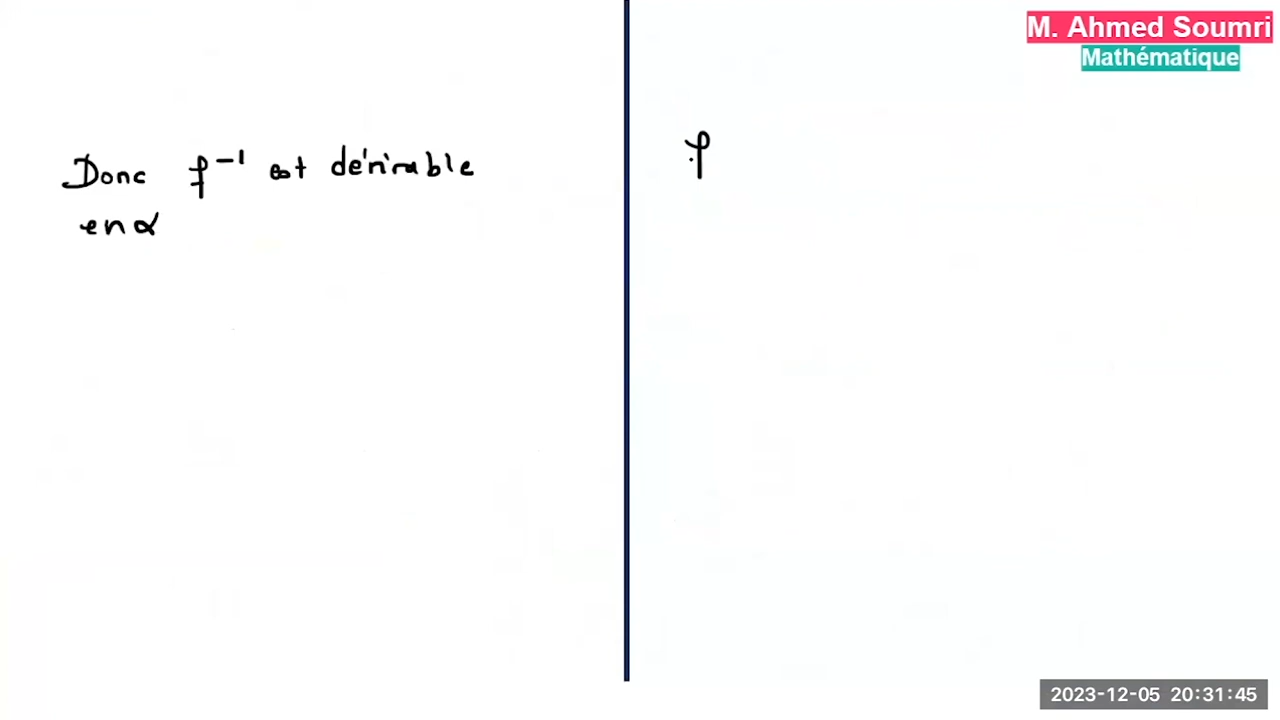 M. Ahmed Soumri
Mathématique
Donc f⁻¹ est dérivable
en α
2023-12-05 20:31:45